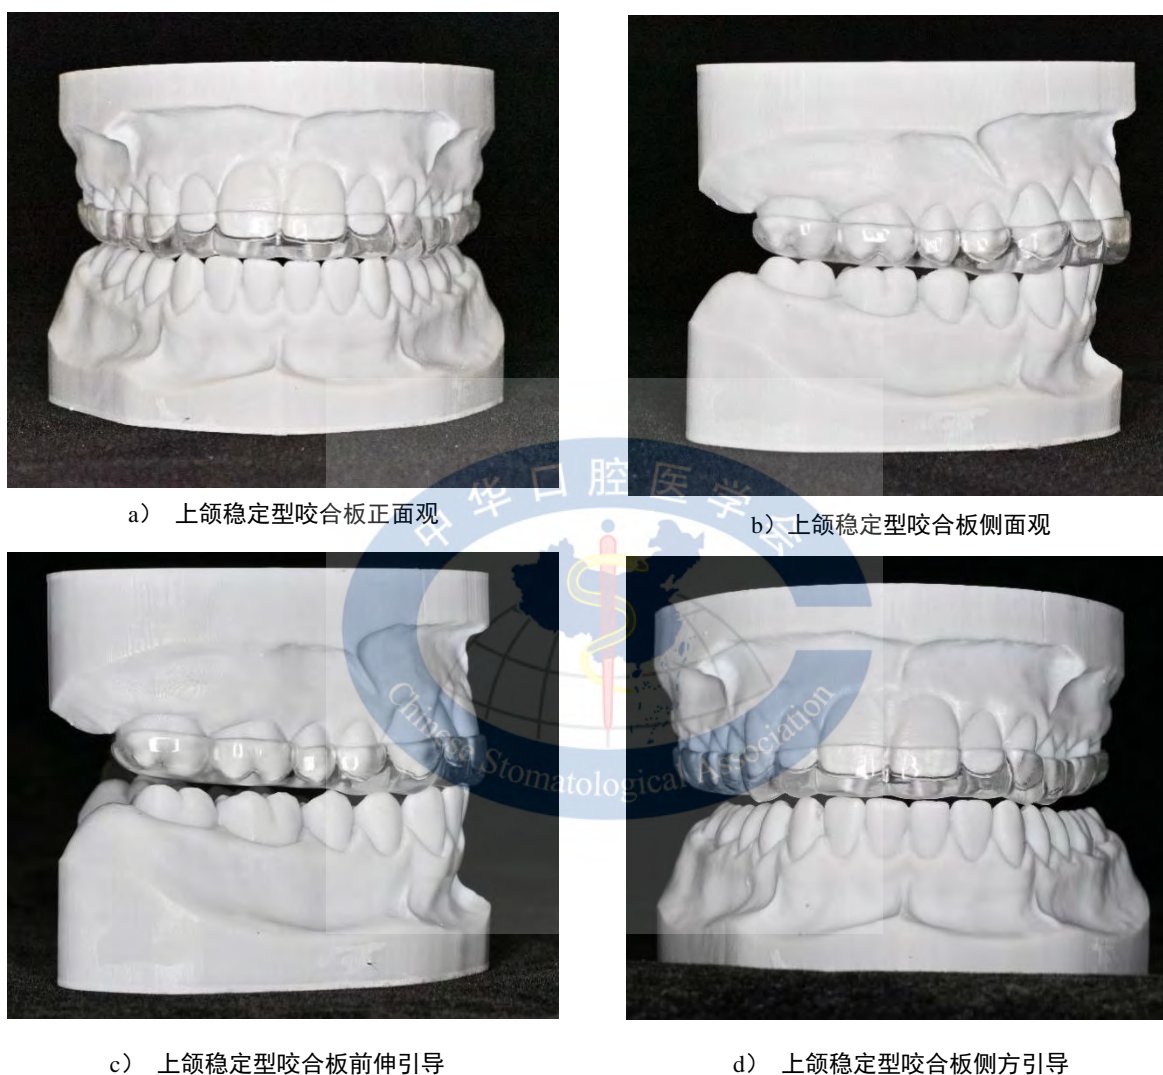 a） 上颌稳定型咬合板正面观
b）上颌稳定型咬合板侧面观
中华口腔医学会
Chinese Stomatological Association
c） 上颌稳定型咬合板前伸引导
d） 上颌稳定型咬合板侧方引导